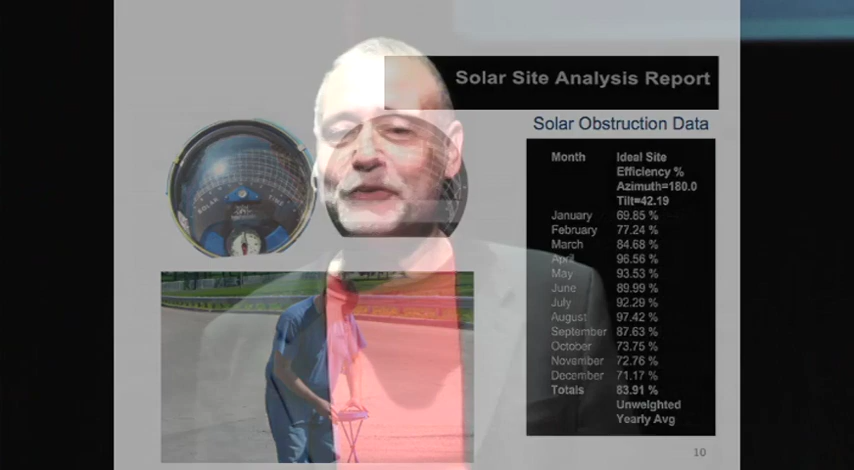 Solar Site Analysis Report
Solar Obstruction Data
Month Ideal Site
Efficiency %
Azimuth=180.0
Tilt=42.19
January 69.85 %
February 77.24 %
March 84.68 %
April 96.56 %
May 93.53 %
June 89.99 %
July 92.29 %
August 97.42 %
September 87.63 %
October 73.75 %
November 72.76 %
December 71.17 %
Totals 83.91 %
Unweighted
Yearly Avg
SOLAR
10